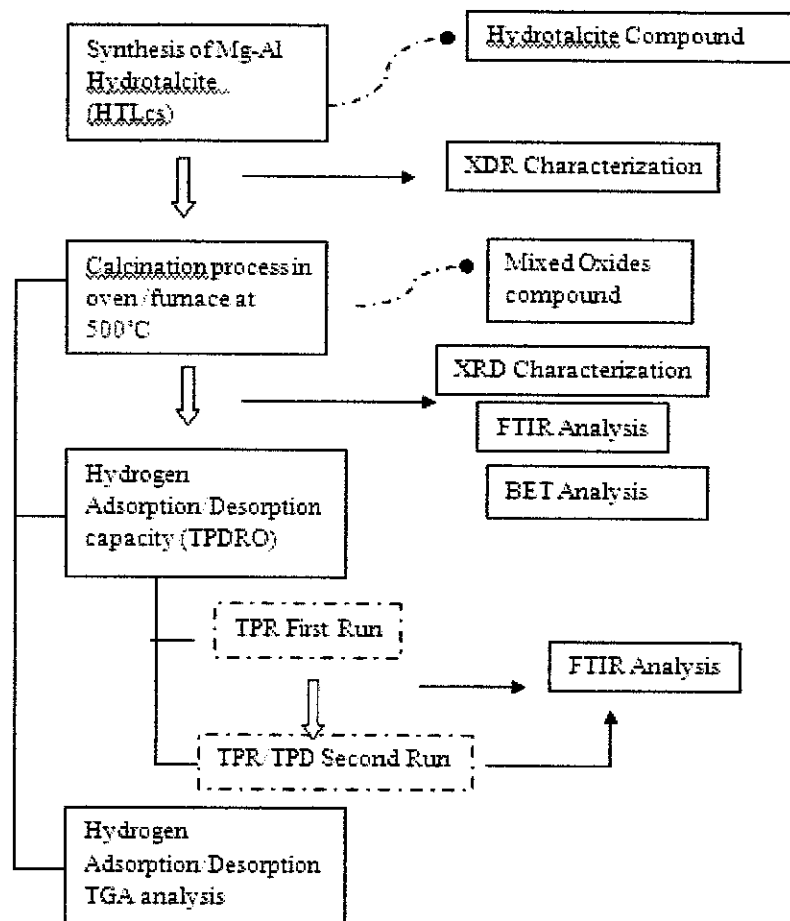 Synthesis of Mg-Al
Hydrotalcite
(HTLcs)
Hydrotalcite Compound
XDR Characterization
Calcination process in
oven/furnace at
500°C
Mixed Oxides
compound
XRD Characterization
FTIR Analysis
BET Analysis
Hydrogen
Adsorption/Desorption
capacity (TPDRO)
TPR First Run
FTIR Analysis
TPR/TPD Second Run
Hydrogen
Adsorption/Desorption
TGA analysis